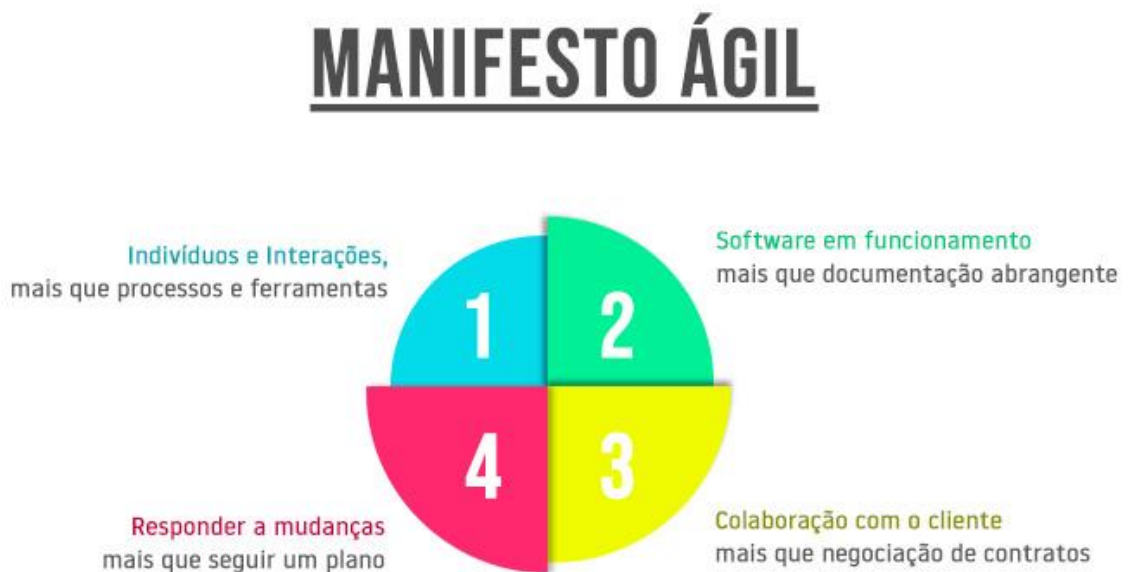 MANIFESTO ÁGIL
Indivíduos e Interações,
mais que processos e ferramentas
1
2
Software em funcionamento
mais que documentação abrangente
4
3
Responder a mudanças
mais que seguir um plano
Colaboração com o cliente
mais que negociação de contratos